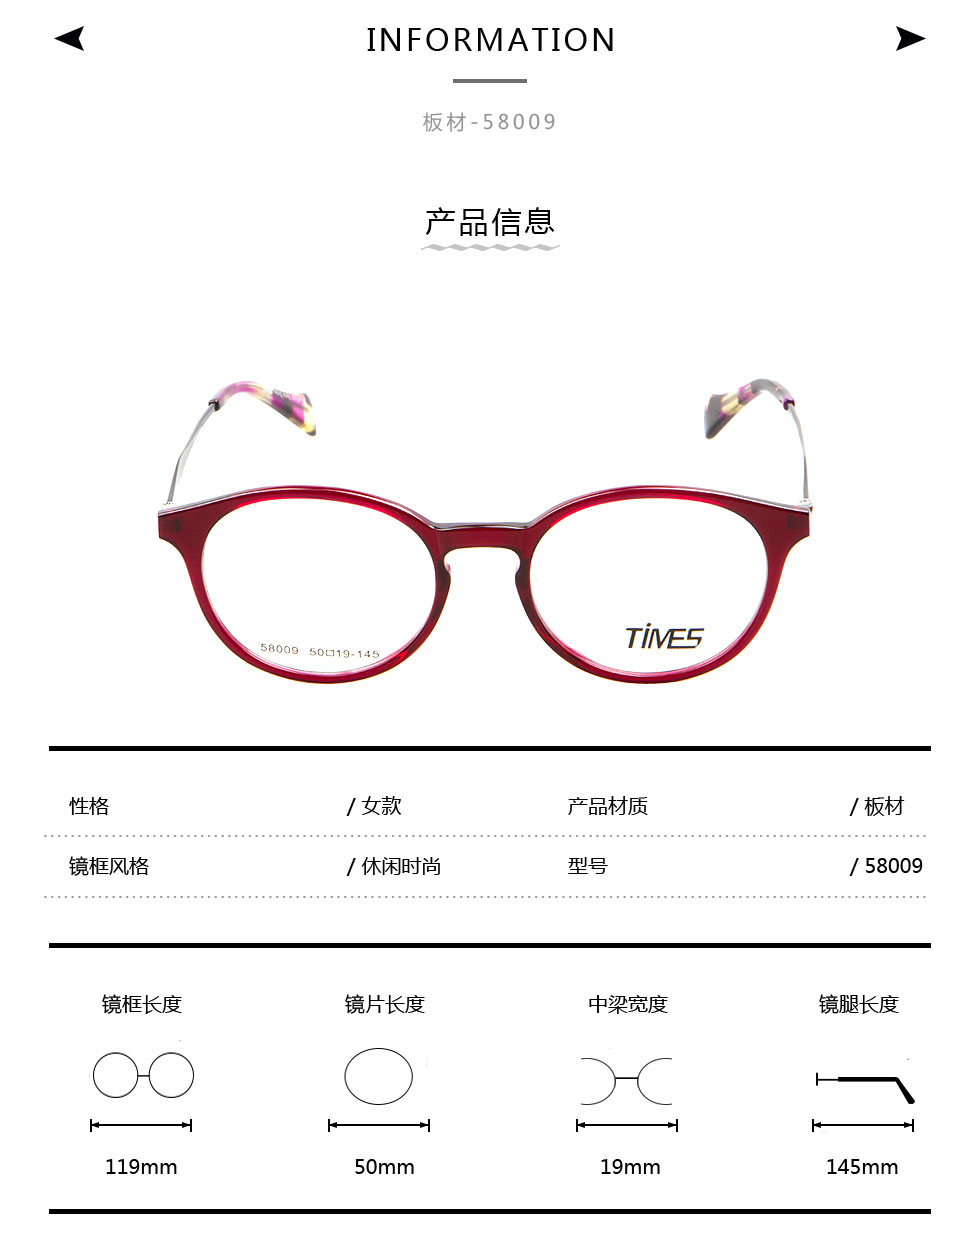 INFORMATION
板材-58009
产品信息
58009 50□19-145
TiMES
性格 / 女款 产品材质 / 板材
镜框风格 / 休闲时尚 型号 / 58009
镜框长度 镜片长度 中梁宽度 镜腿长度
119mm 50mm 19mm 145mm